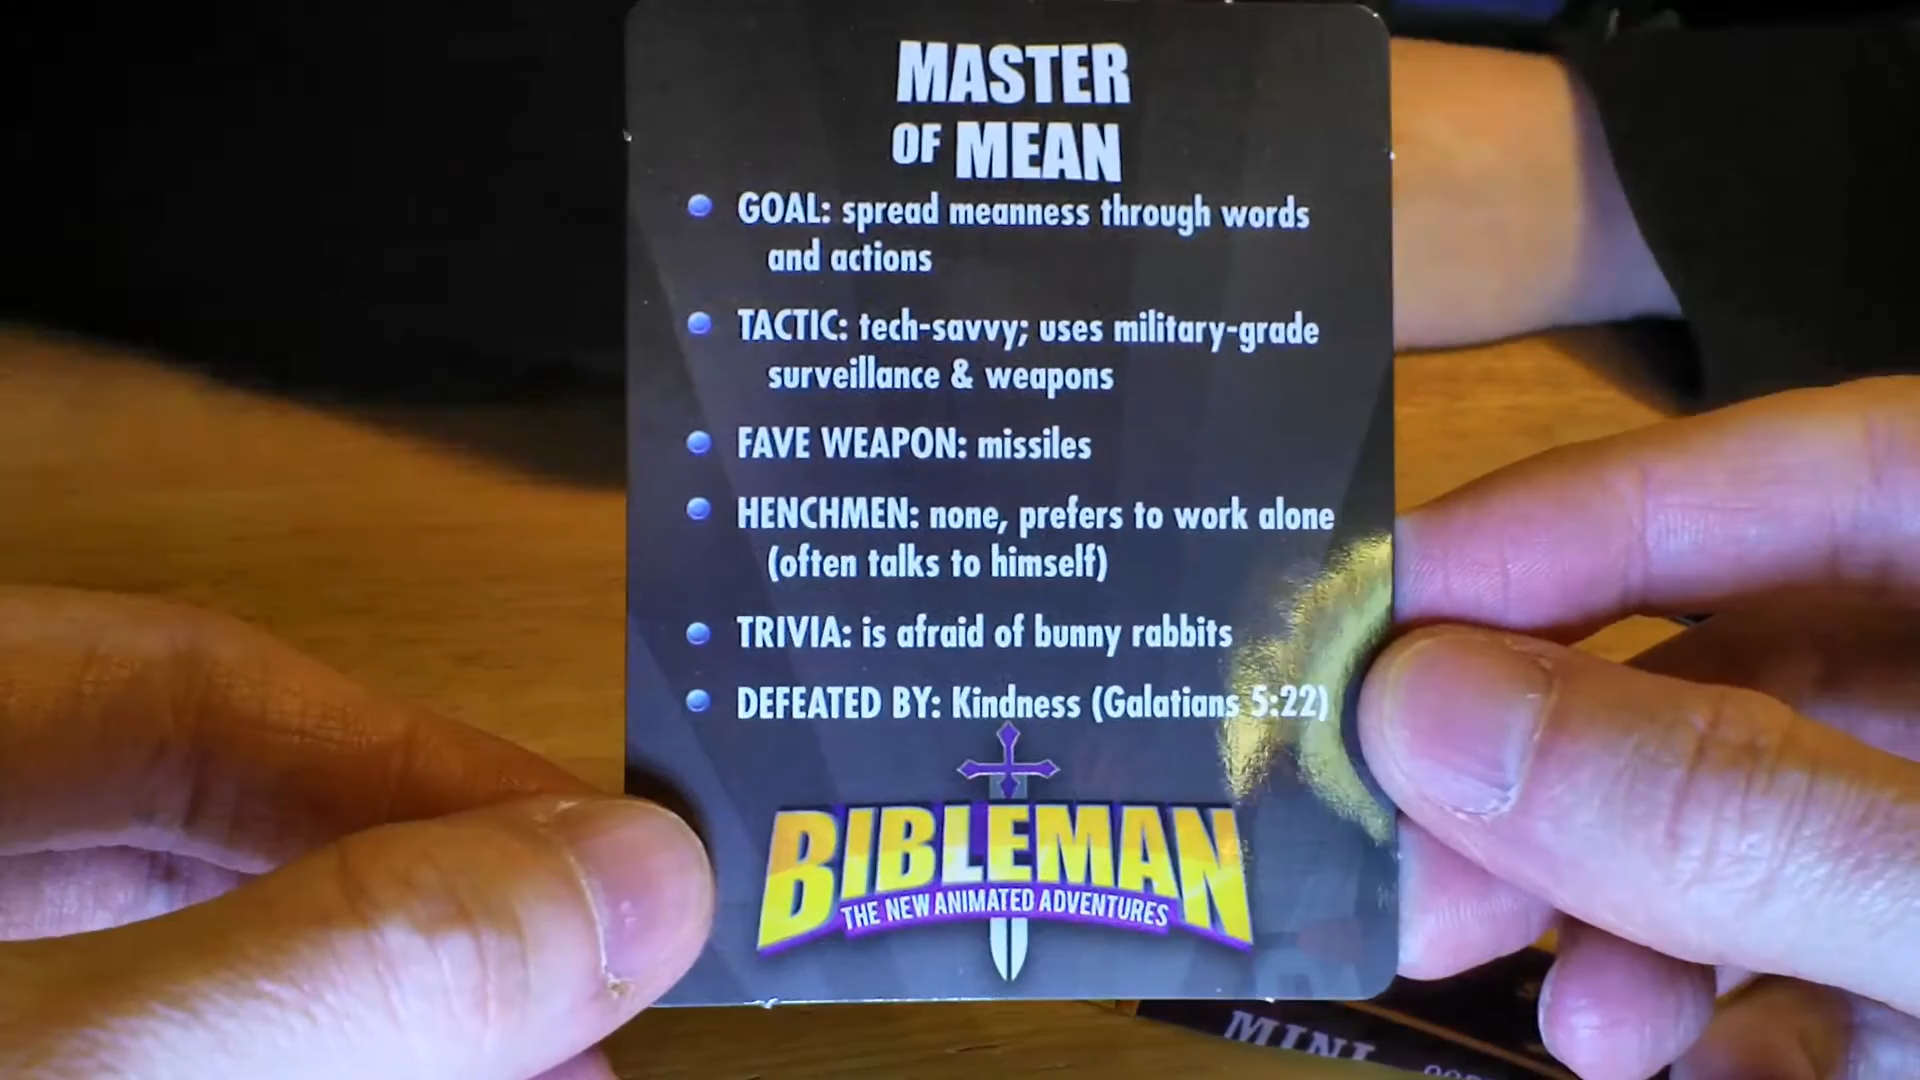 MASTER
OF MEAN
GOAL: spread meanness through words
and actions
TACTIC: tech-savvy; uses military-grade
surveillance & weapons
FAVE WEAPON: missiles
HENCHMEN: none, prefers to work alone
(often talks to himself)
TRIVIA: is afraid of bunny rabbits
DEFEATED BY: Kindness (Galatians 5:22)
BIBLEMAN
THE NEW ANIMATED ADVENTURES
MINI